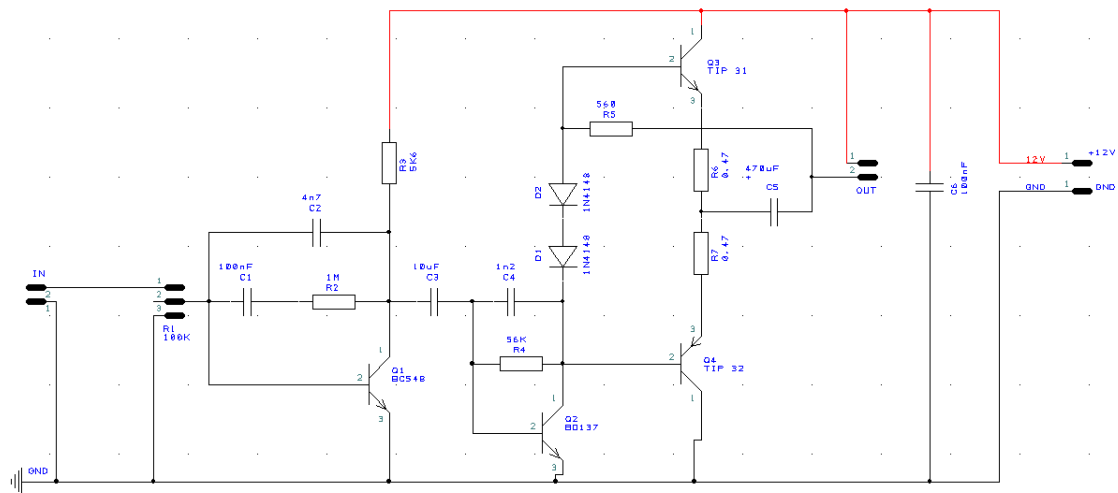 1
2
Q3
TIP 31
3
560
R5
R3
5K6
R6
0.47
470uF
+
C5
1
2
OUT
12V
1
+12V
GND
1
GND
C6
100nF
D2
1N4148
4n7
C2
D1
1N4148
R7
0.47
IN
2
1
1
2
3
R1
100K
100nF
C1
1M
R2
10uF
C3
1n2
C4
56K
R4
1
2
Q1
BC548
3
3
2
Q4
TIP 32
1
1
2
Q2
BD137
3
GND